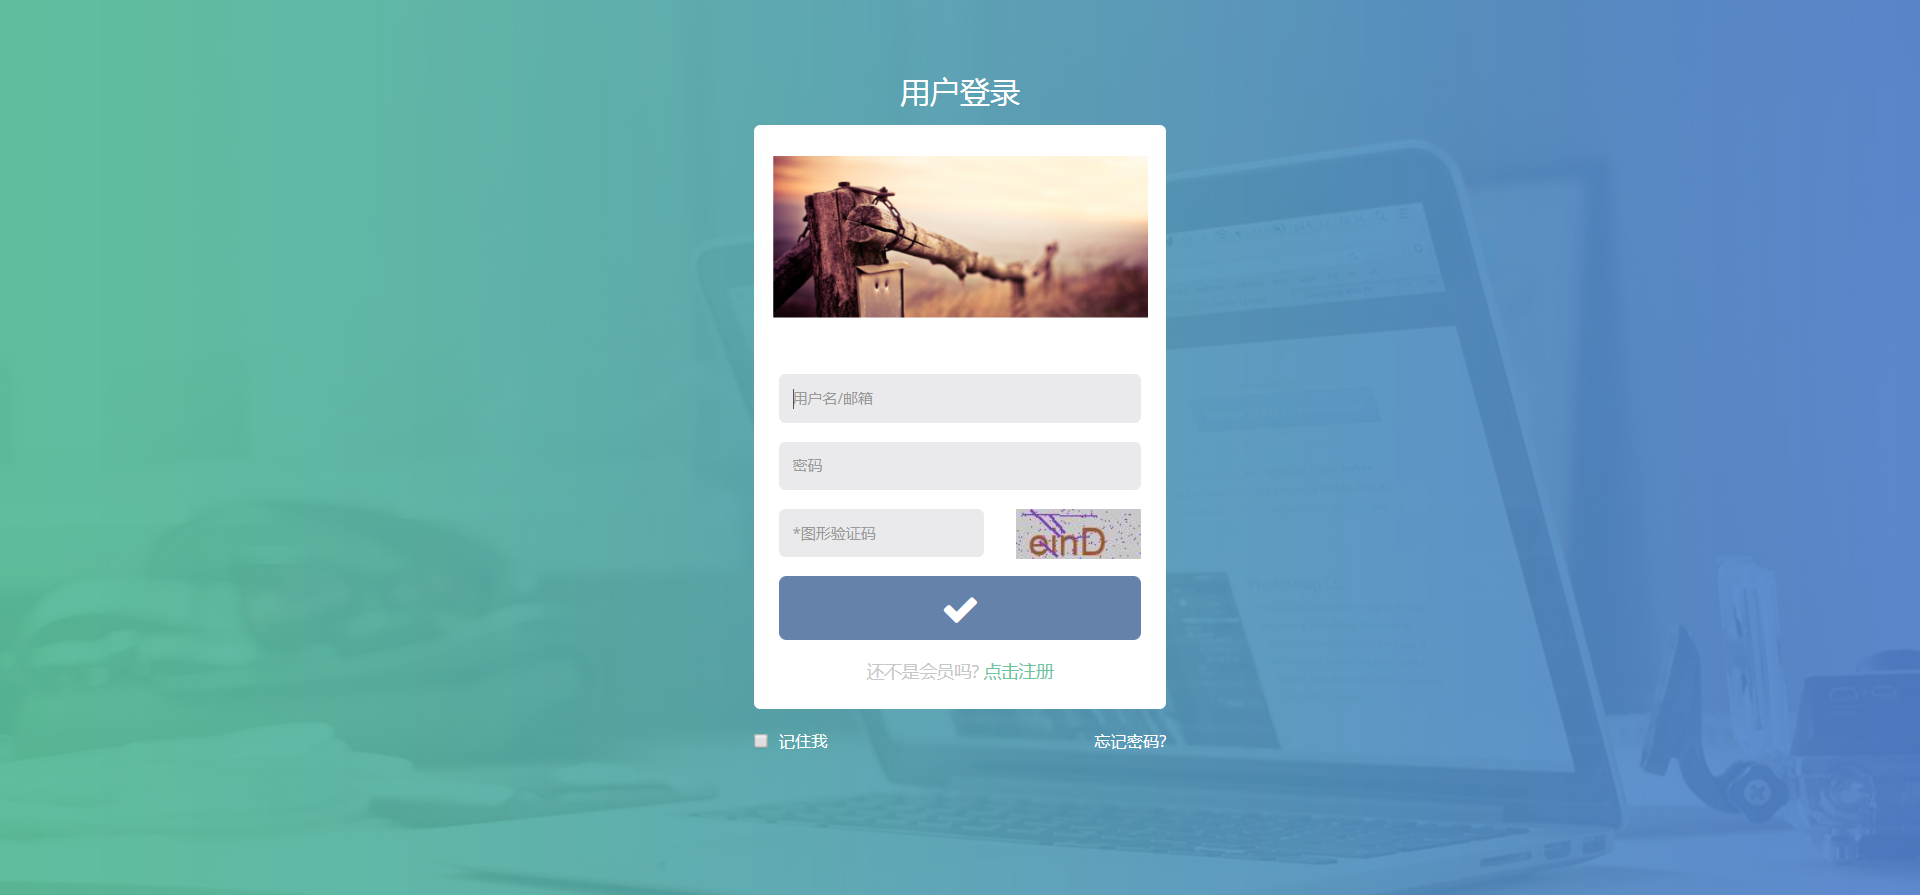 用户登录
用户名/邮箱
密码
*图形验证码
einD
还不是会员吗? 点击注册
记住我
忘记密码?